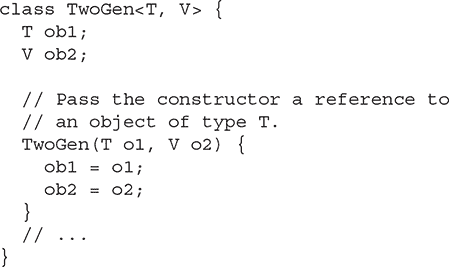 class TwoGen<T, V> {
  T ob1;
  V ob2;

  // Pass the constructor a reference to
  // an object of type T.
  TwoGen(T o1, V o2) {
    ob1 = o1;
    ob2 = o2;
  }
  // ...
}